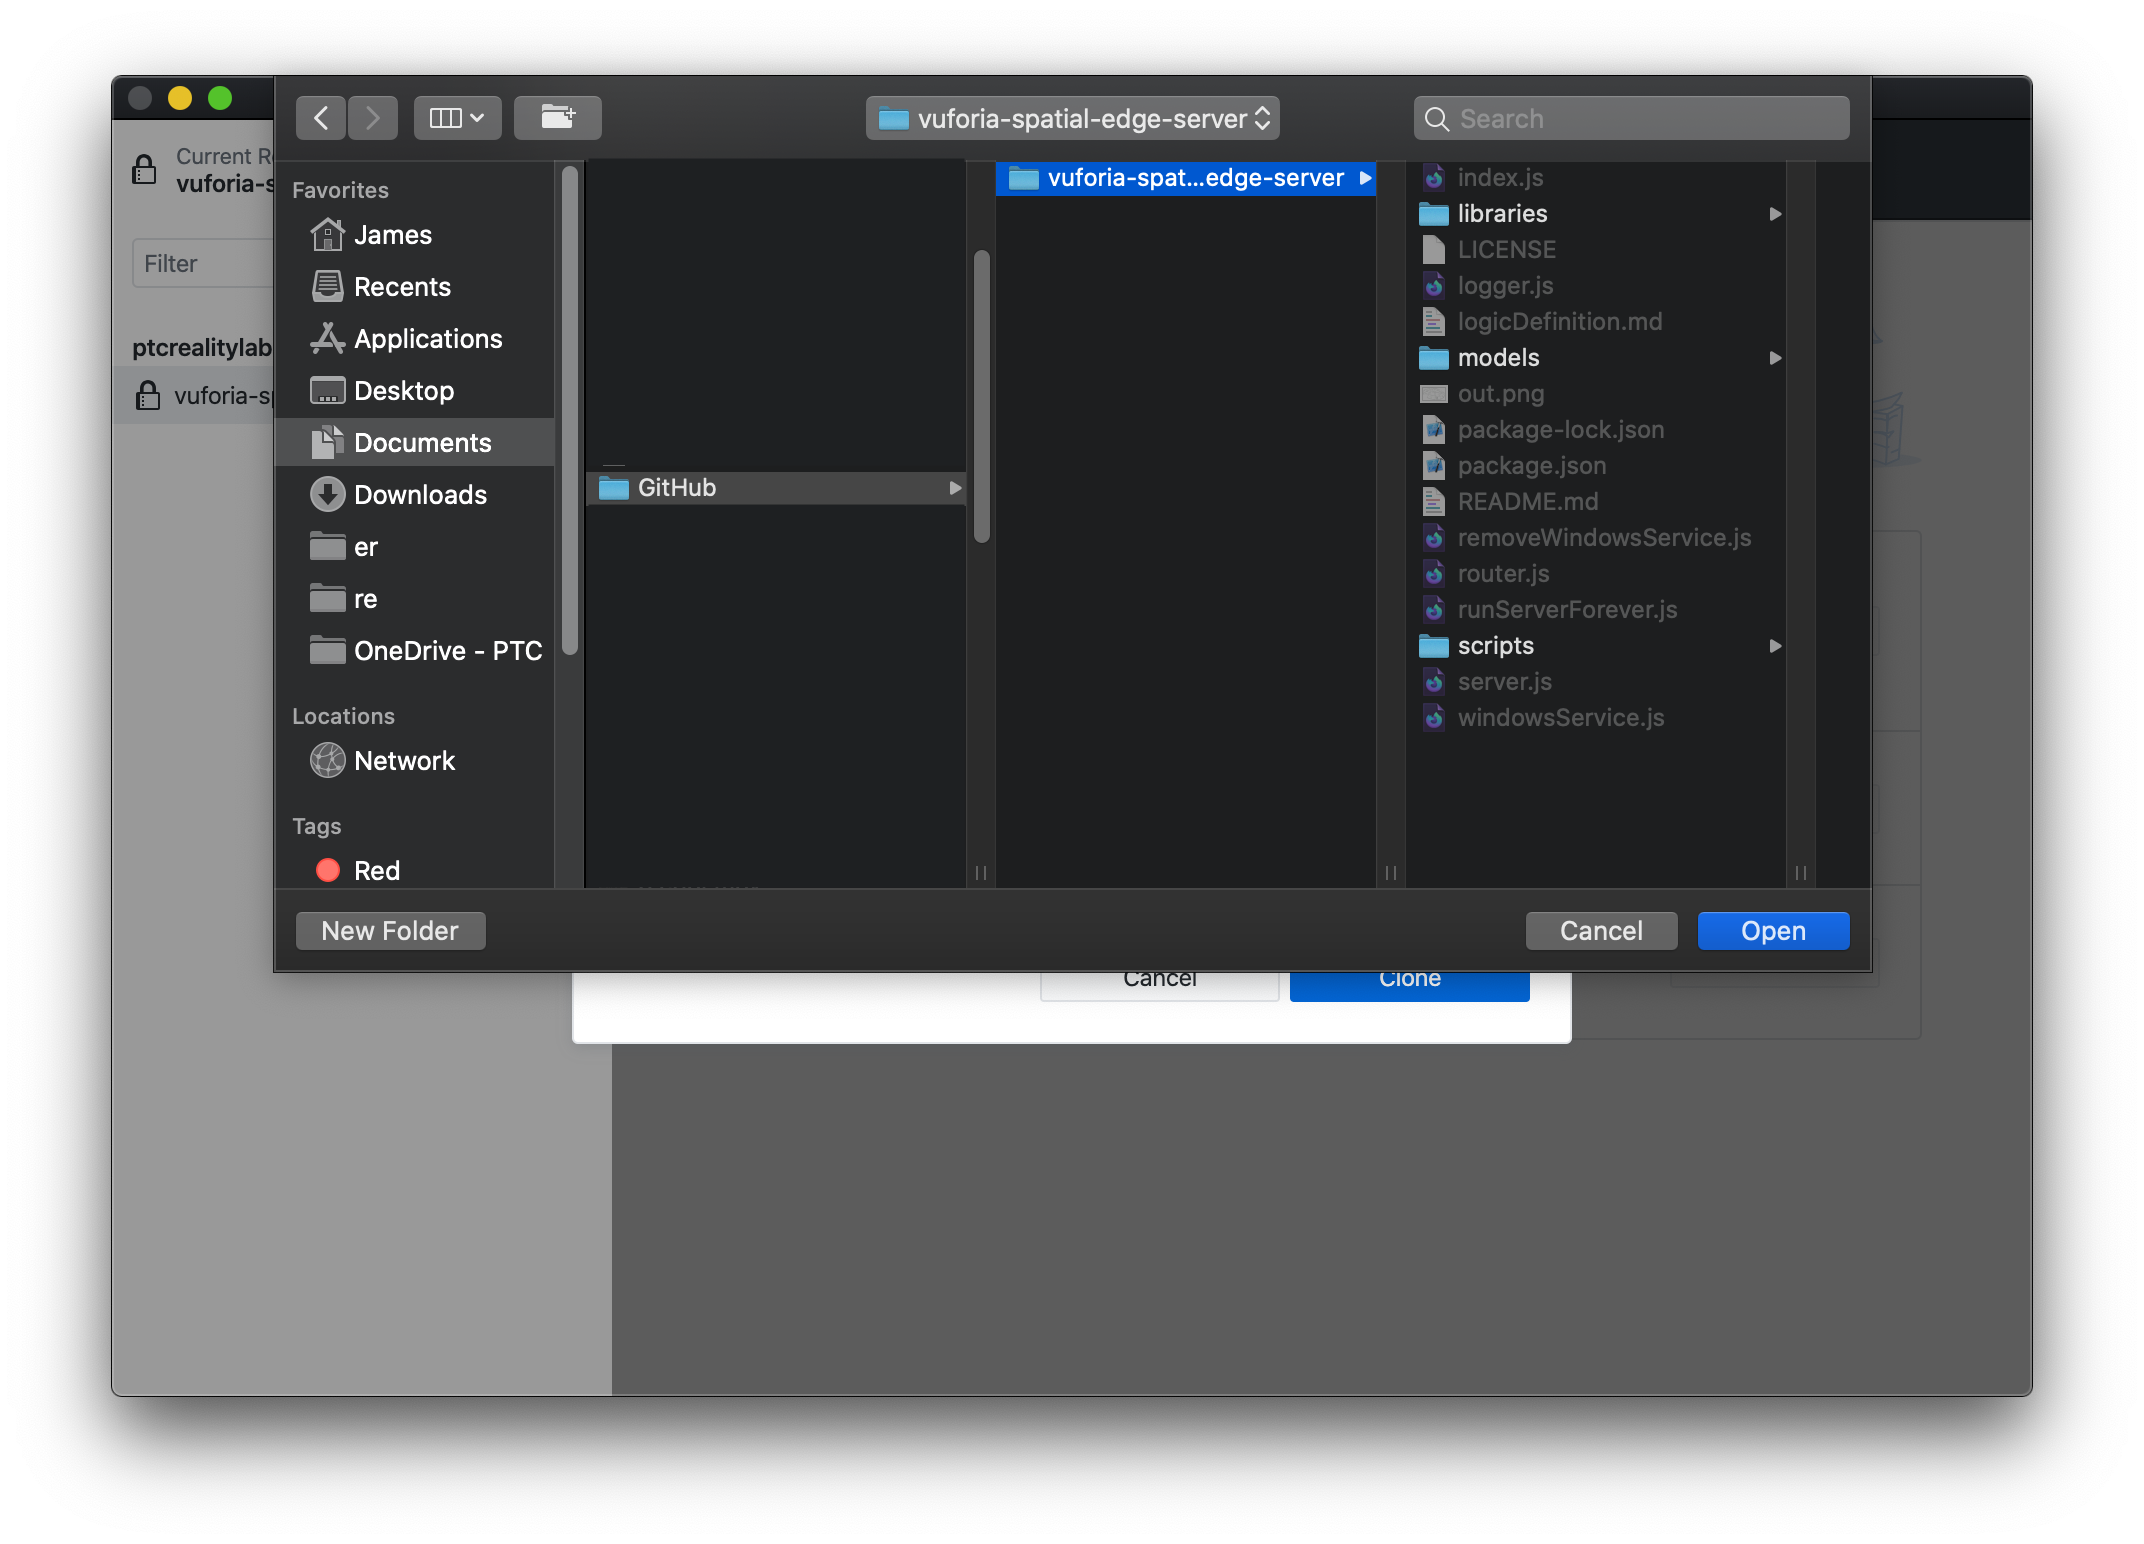 vuforia-spatial-edge-server
Search
Current Re
vuforia-s
Filter
ptcrealitylab
vuforia-sp
Favorites
James
Recents
Applications
Desktop
Documents
Downloads
er
re
OneDrive - PTC
Locations
Network
Tags
Red
GitHub
vuforia-spat...edge-server
index.js
libraries
LICENSE
logger.js
logicDefinition.md
models
out.png
package-lock.json
package.json
README.md
removeWindowsService.js
router.js
runServerForever.js
scripts
server.js
windowsService.js
New Folder
Cancel
Open
Cancel
Clone